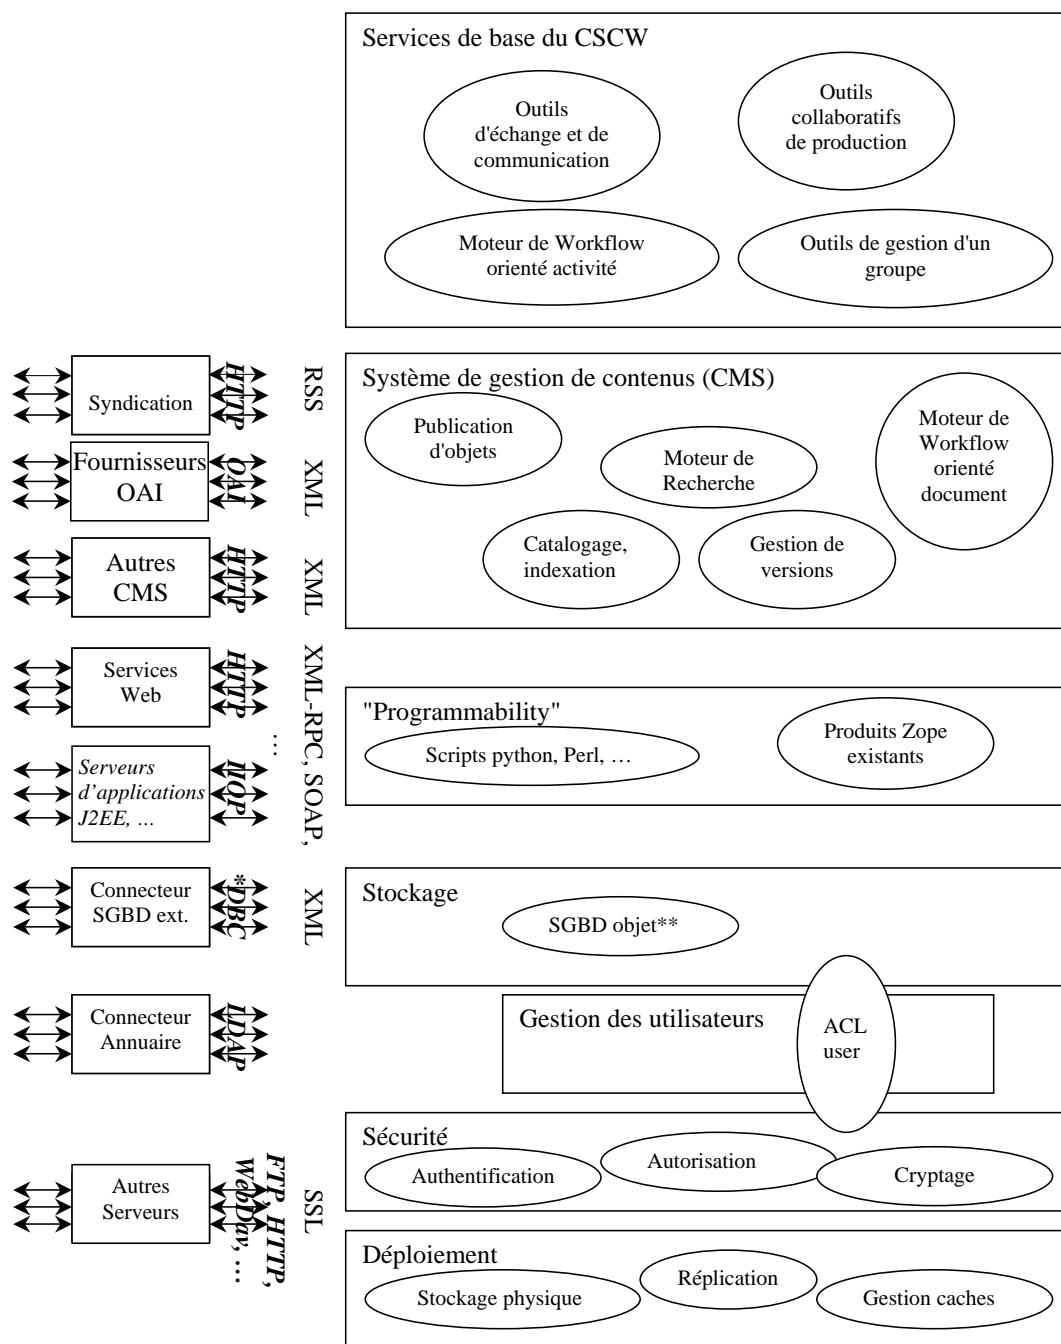 Services de base du CSCW
Outils
d'échange et de
communication
Outils
collaboratifs
de production
Moteur de Workflow
orienté activité
Outils de gestion d'un
groupe
Syndication
HTTP
RSS
Fournisseurs
OAI
OAI
XML
Autres
CMS
HTTP
XML
Système de gestion de contenus (CMS)
Publication
d'objets
Moteur de
Recherche
Moteur de
Workflow
orienté
document
Catalogage,
indexation
Gestion de
versions
Services
Web
HTTP
XML-RPC, SOAP,
…
Serveurs
d’applications
J2EE, …
IIOP
"Programmability"
Scripts python, Perl, …
Produits Zope
existants
Connecteur
SGBD ext.
*DBC
XML
Stockage
SGBD objet**
Connecteur
Annuaire
LDAP
Gestion des utilisateurs
ACL
user
Autres
Serveurs
FTP, HTTP,
WebDav, …
SSL
Sécurité
Authentification
Autorisation
Cryptage
Déploiement
Stockage physique
Réplication
Gestion caches